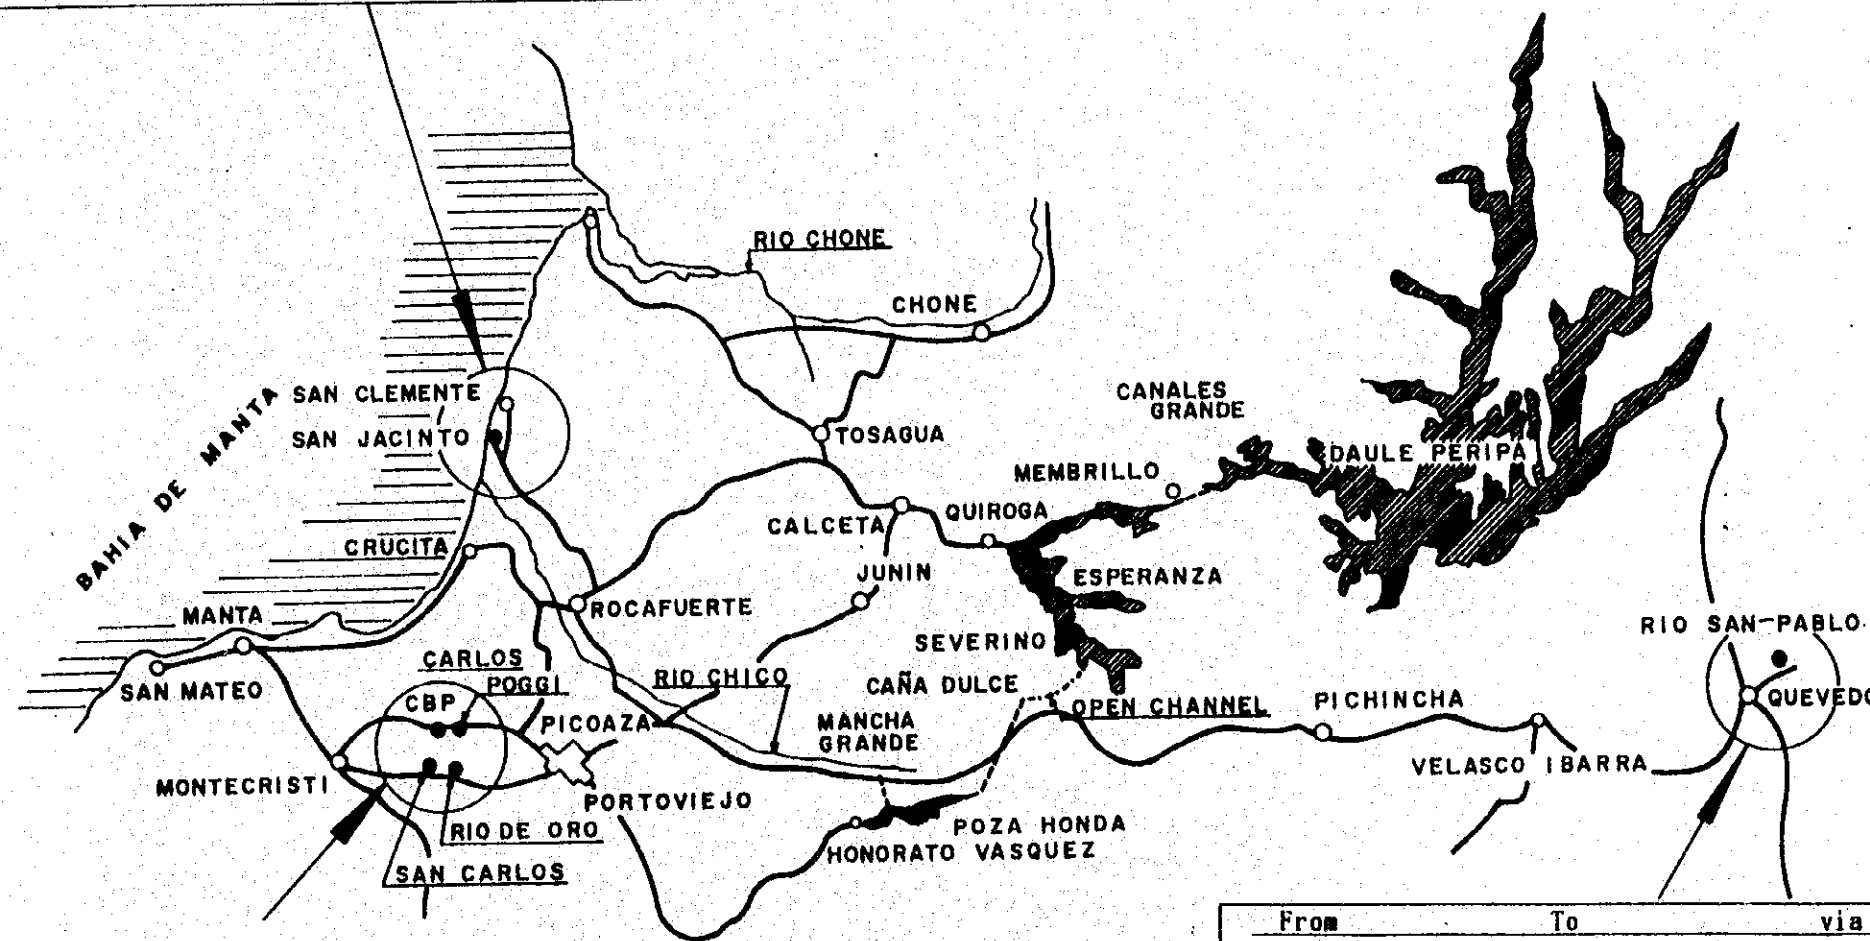 RIO CHONE
CHONE
BAHIA DE MANTA
SAN CLEMENTE
SAN JACINTO
TOSAGUA
CANALES
GRANDE
DAULE PERIPA
MEMBRILLO
CALCETA
QUIROGA
CRUCITA
JUNIN
ESPERANZA
MANTA
ROCAFUERTE
SEVERINO
RIO SAN-PABLO
SAN MATEO
CARLOS
POGGI
CBP
RIO CHICO
CAÑA DULCE
OPEN CHANNEL
PICHINCHA
QUEVEDO
PICOAZA
MANCHA
GRANDE
MONTECRISTI
VELASCO IBARRA
PORTOVIEJO
RIO DE ORO
POZA HONDA
HONORATO VASQUEZ
SAN CARLOS
From To via